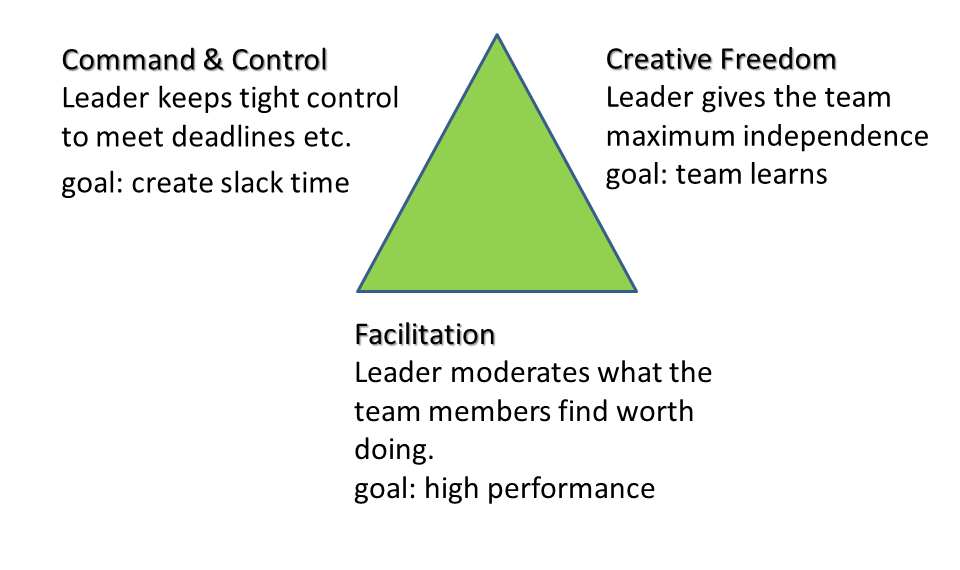 Command & Control
Leader keeps tight control
to meet deadlines etc.
goal: create slack time
Creative Freedom
Leader gives the team
maximum independence
goal: team learns
Facilitation
Leader moderates what the
team members find worth
doing.
goal: high performance